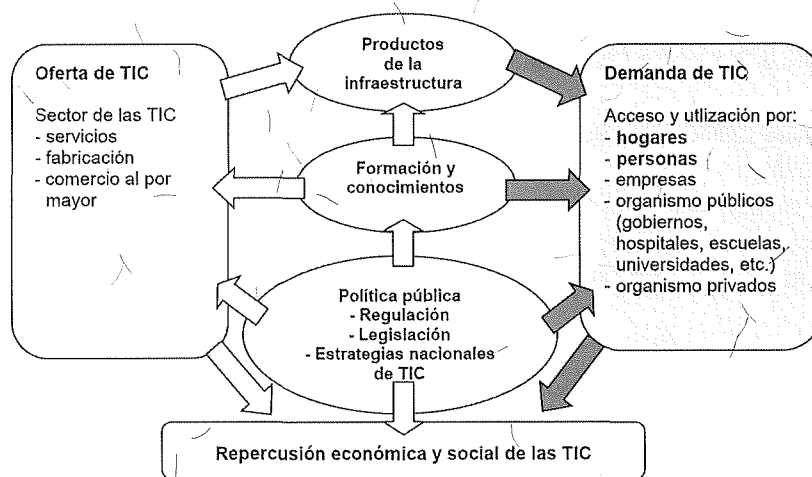 Productos
de la
infraestructura
Oferta de TIC
Sector de las TIC
- servicios
- fabricación
- comercio al por
mayor
Formación y
conocimientos
Política pública
- Regulación
- Legislación
- Estrategias nacionales
de TIC
Demanda de TIC
Acceso y utlización por:
- hogares
- personas
- empresas
- organismo públicos
(gobiernos,
hospitales, escuelas,
universidades, etc.)
- organismo privados
Repercusión económica y social de las TIC